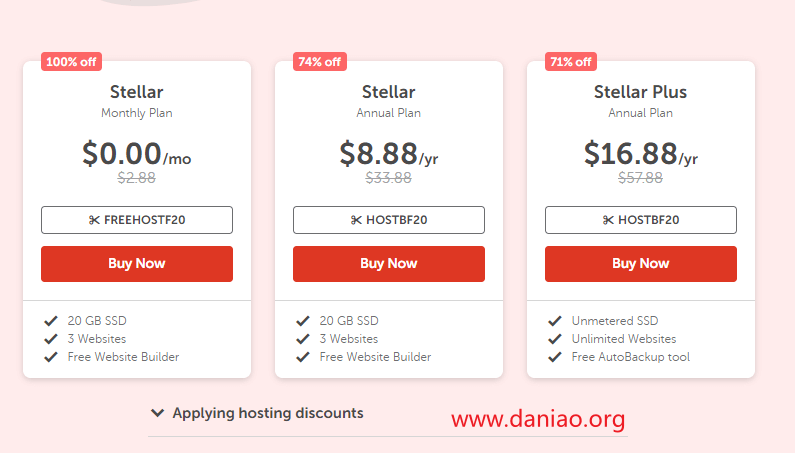 100% off
Stellar
Monthly Plan
$0.00/mo
$2.88
FREEHOSTF20
Buy Now
20 GB SSD
3 Websites
Free Website Builder
74% off
Stellar
Annual Plan
$8.88/yr
$33.88
HOSTBF20
Buy Now
20 GB SSD
3 Websites
Free Website Builder
71% off
Stellar Plus
Annual Plan
$16.88/yr
$57.88
HOSTBF20
Buy Now
Unmetered SSD
Unlimited Websites
Free AutoBackup tool
Applying hosting discounts
www.daniao.org